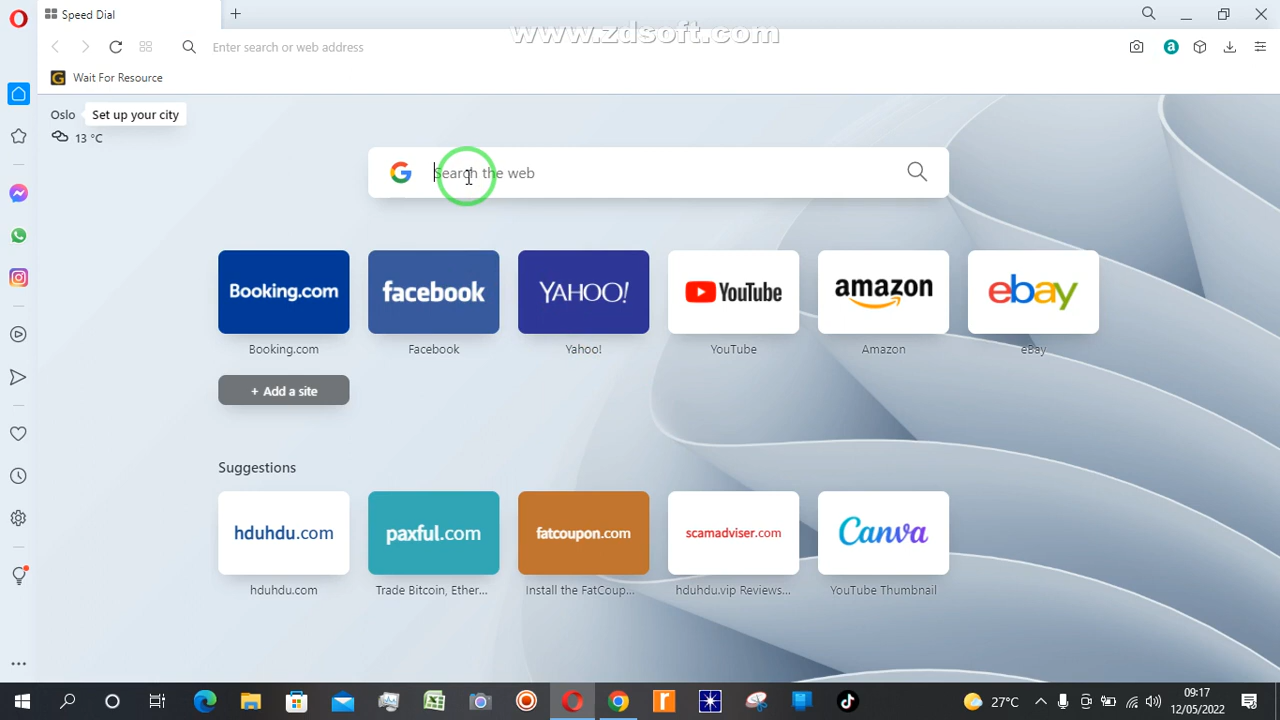 Speed Dial
www.zdsoft.com
Enter search or web address
Wait For Resource
Oslo
Set up your city
13 °C
Search the web
Booking.com
facebook
YAHOO!
YouTube
amazon
ebay
Booking.com
Facebook
Yahoo!
YouTube
Amazon
eBay
+ Add a site
Suggestions
hduhdu.com
paxful.com
fatcoupon.com
scamadviser.com
Canva
hduhdu.com
Trade Bitcoin, Ether...
Install the FatCoup...
hduhdu.vip Reviews...
YouTube Thumbnail
27°C
09:17
12/05/2022